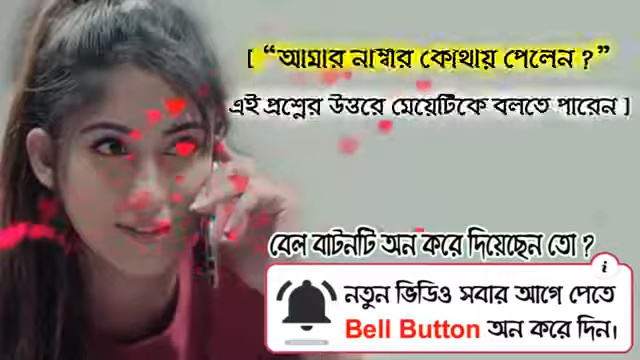 [ “আমার নাম্বার কোথায় পেলেন ?”
এই প্রশ্নের উত্তরে মেয়েটিকে বলতে পারেন ]
বেল বাটনটি অন করে দিয়েছেন তো ?
i
নতুন ভিডিও সবার আগে পেতে
Bell Button অন করে দিন।